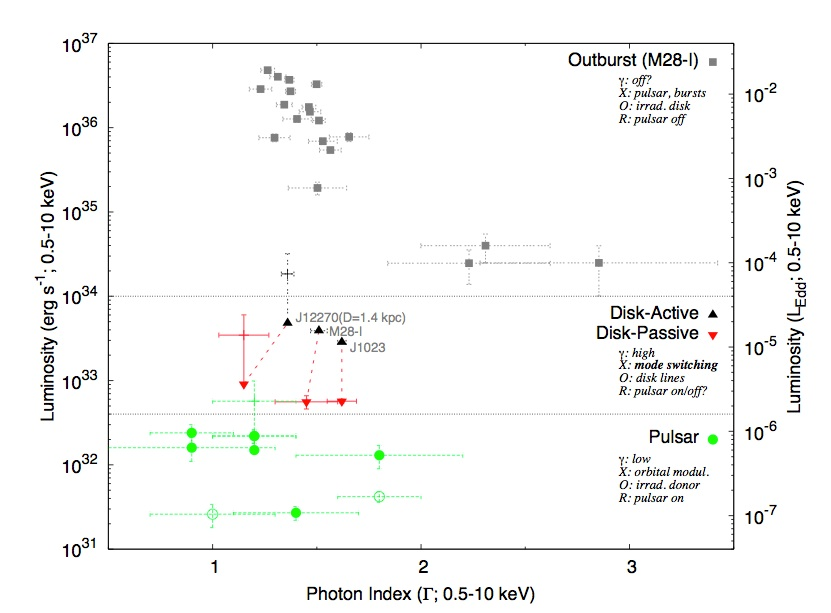 10^37
10^36
10^35
10^34
10^33
10^32
10^31
Luminosity (erg s^-1; 0.5-10 keV)
10^-2
10^-3
10^-4
10^-5
10^-6
10^-7
Luminosity (L_Edd; 0.5-10 keV)
Outburst (M28-I)
γ: off?
X: pulsar, bursts
O: irrad. disk
R: pulsar off
J12270(D=1.4 kpc)
M28-I
J1023
Disk-Active
Disk-Passive
γ: high
X: mode switching
O: disk lines
R: pulsar on/off?
Pulsar
γ: low
X: orbital modul.
O: irrad. donor
R: pulsar on
1
2
3
Photon Index (Γ; 0.5-10 keV)